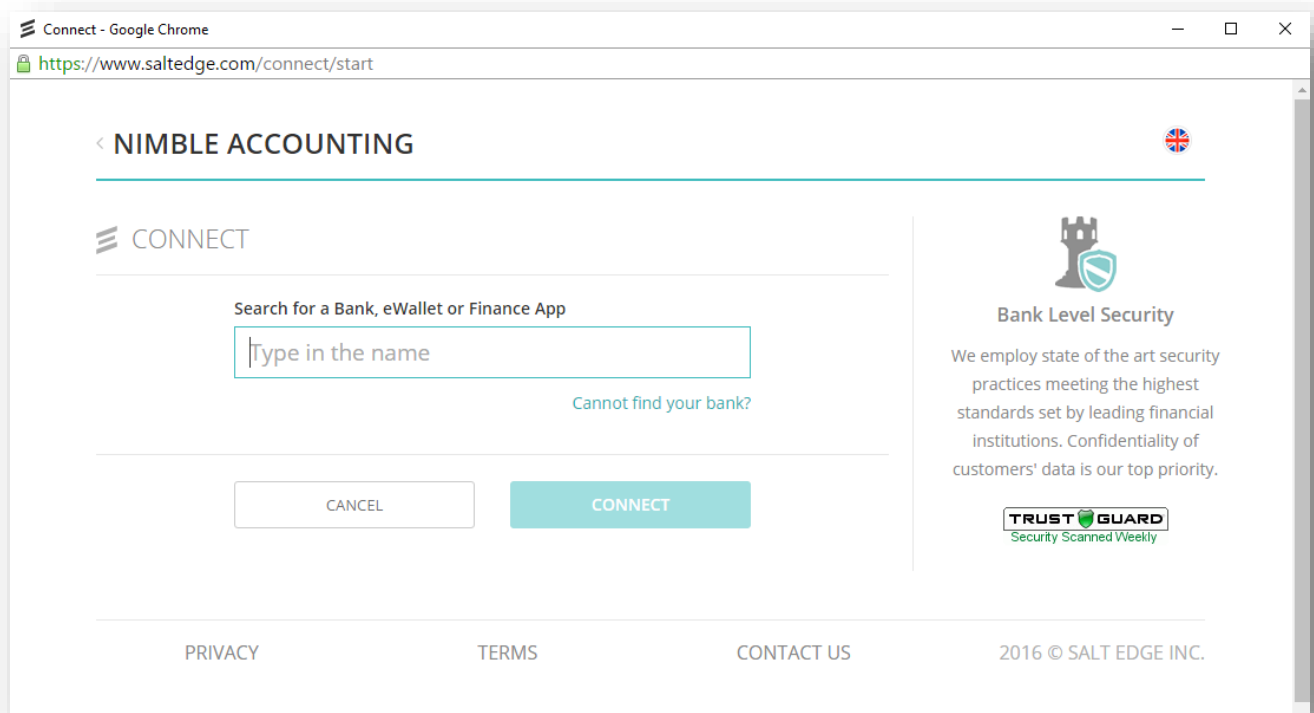 Connect - Google Chrome
https://www.saltedge.com/connect/start
NIMBLE ACCOUNTING
CONNECT
Search for a Bank, eWallet or Finance App
Type in the name
Cannot find your bank?
CANCEL
CONNECT
Bank Level Security
We employ state of the art security
practices meeting the highest
standards set by leading financial
institutions. Confidentiality of
customers' data is our top priority.
TRUST GUARD
Security Scanned Weekly
PRIVACY
TERMS
CONTACT US
2016 © SALT EDGE INC.